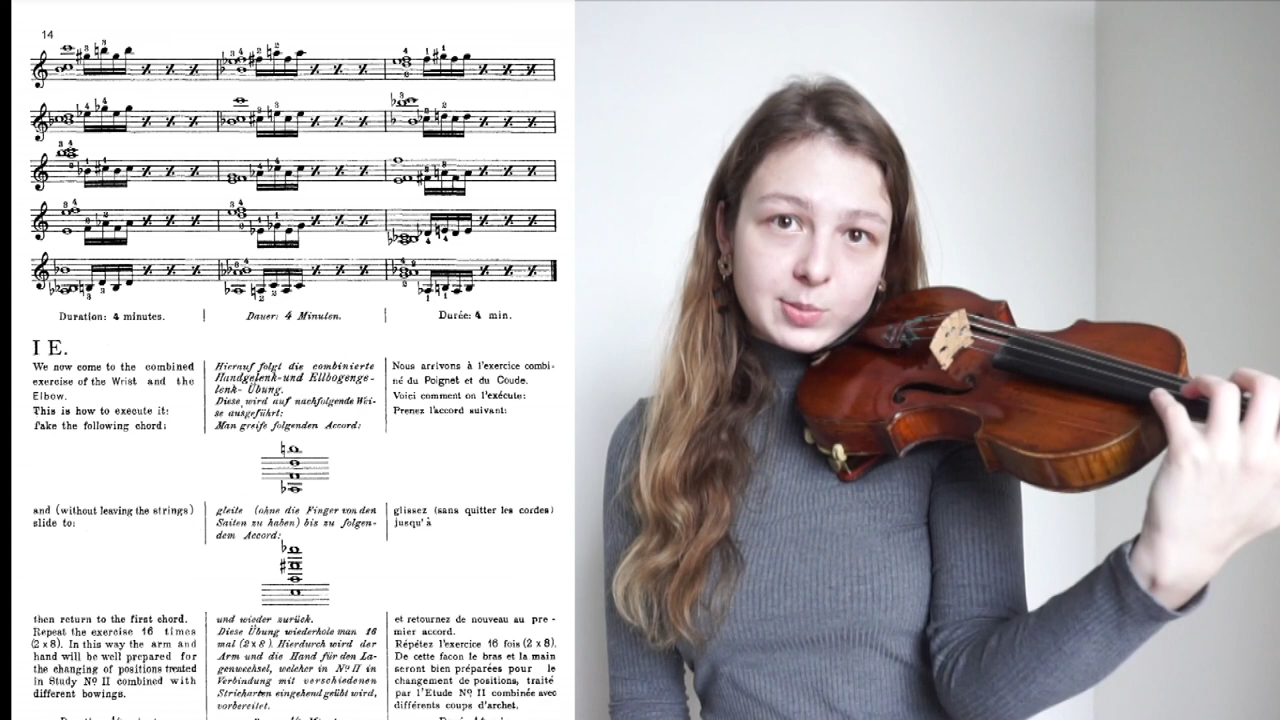 14
Duration: 4 minutes.
Dauer: 4 Minuten.
Durée: 4 min.
I E.
We now come to the combined
exercise of the Wrist and the
Elbow.
This is how to execute it:
Take the following chord:
Hierauf folgt die combinierte
Handgelenk-und Ellbogenge-
lenk- Übung.
Diese wird auf nachfolgende Wei-
se ausgeführt:
Man greife folgenden Accord:
Nous arrivons à l'exercice combi-
né du Poignet et du Coude.
Voici comment on l'exécute:
Prenez l'accord suivant:
and (without leaving the strings)
slide to:
gleite (ohne die Finger von den
Saiten zu haben) bis zu folgen-
dem Accord:
glissez (sans quitter les cordes)
jusqu'à
then return to the first chord.
Repeat the exercise 16 times
(2 x 8). In this way the arm and
hand will be well prepared for
the changing of positions treated
in Study Nº II combined with
different bowings.
und wieder zurück.
Diese Übung wiederhole man 16
mal (2 x 8). Hierdurch wird der
Arm und die Hand für den La-
genwechsel, welcher in Nº II in
Verbindung mit verschiedenen
Stricharten eingehend geübt wird,
vorbereitet.
et retournez de nouveau au pre-
mier accord.
Répétez l'exercice 16 fois (2 x 8).
De cette facon le bras et la main
seront bien préparées pour le
changement de positions, traité
par l'Etude Nº II combinée avec
différents coups d'archet.